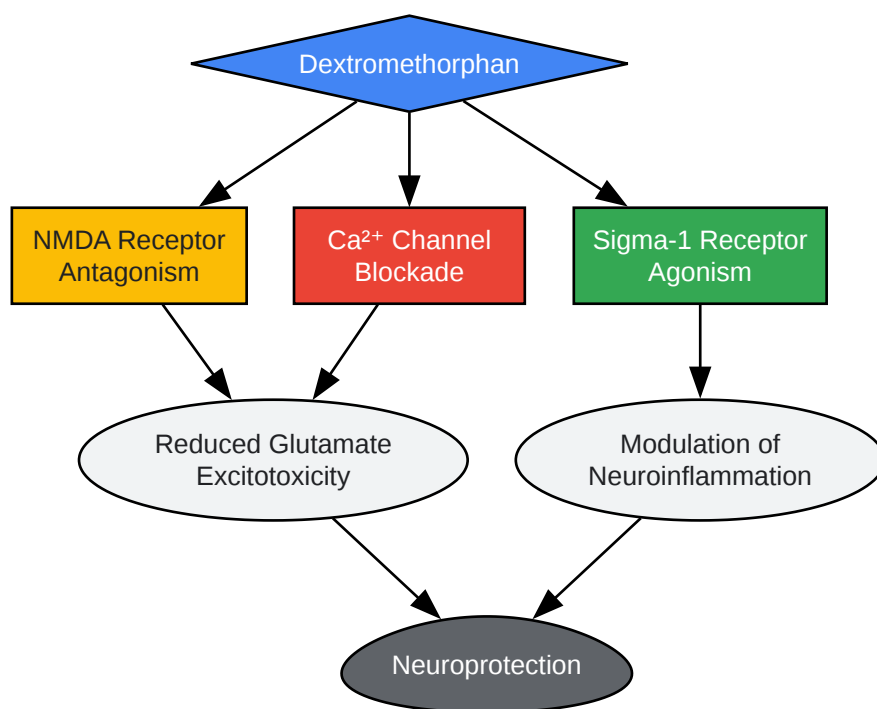 Dextromethorphan
NMDA Receptor
Antagonism
Ca²⁺ Channel
Blockade
Sigma-1 Receptor
Agonism
Reduced Glutamate
Excitotoxicity
Modulation of
Neuroinflammation
Neuroprotection